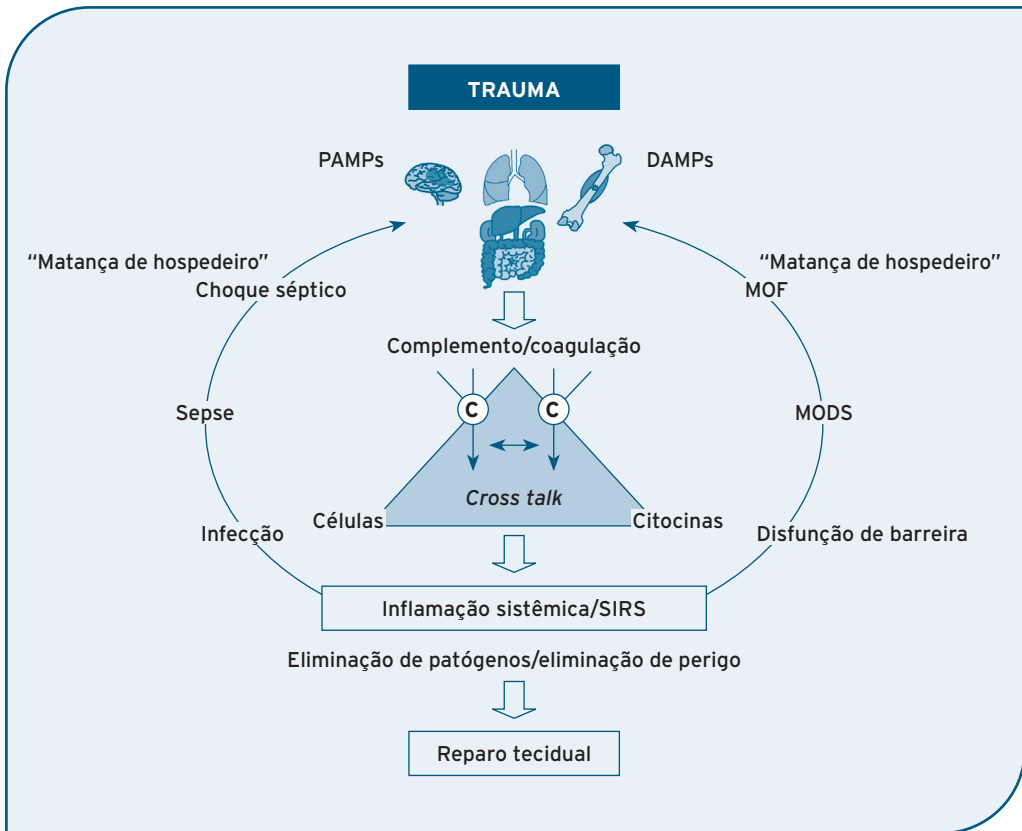 TRAUMA
PAMPs
DAMPs
“Matança de hospedeiro”
Choque séptico
“Matança de hospedeiro”
MOF
Complemento/coagulação
Sepse
C
C
MODS
Cross talk
Células
Citocinas
Infecção
Disfunção de barreira
Inflamação sistêmica/SIRS
Eliminação de patógenos/eliminação de perigo
Reparo tecidual